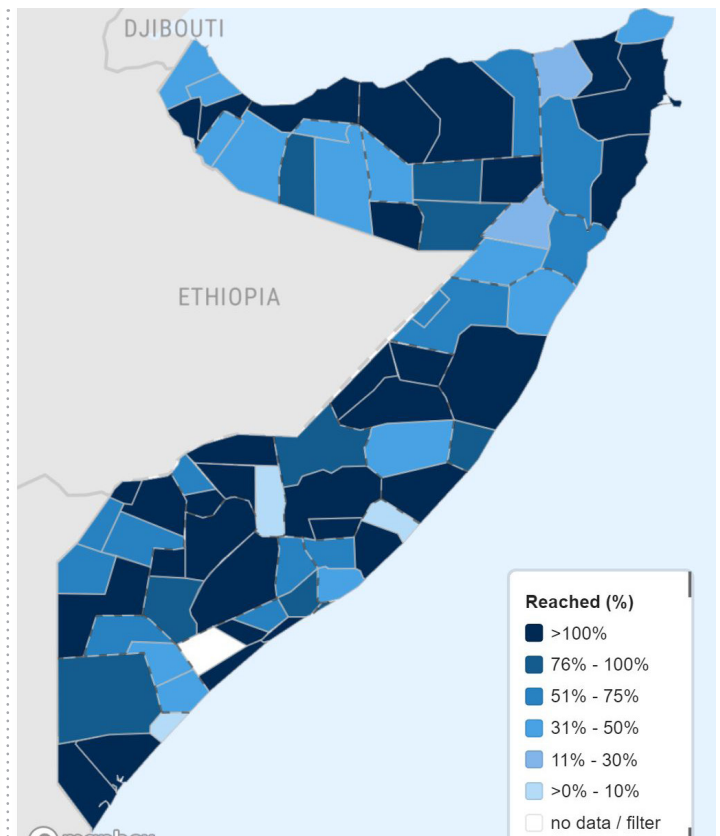 DJIBOUTI
ETHIOPIA
Reached (%)
>100%
76% - 100%
51% - 75%
31% - 50%
11% - 30%
>0% - 10%
no data / filter